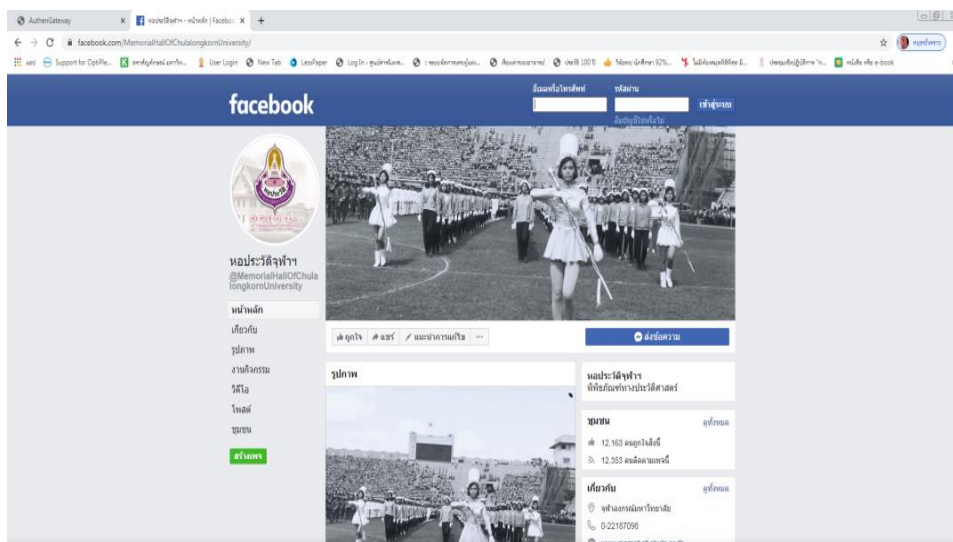 AuthenGateway
หอประวัติจุฬาฯ - หน้าหลัก | Facebook
facebook.com/MemorialHallOfChulalongkornUniversity/
Support for OptiPle...
User Login
New Tab
LessPaper
facebook
อีเมลหรือโทรศัพท์
รหัสผ่าน
เข้าสู่ระบบ
ลืมบัญชีใช่หรือไม่
หอประวัติ
หอประวัติจุฬาฯ
@MemorialHallOfChula
longkornUniversity
หน้าหลัก
เกี่ยวกับ
รูปภาพ
งานกิจกรรม
วิดีโอ
โพสต์
ชุมชน
สร้างเพจ
ถูกใจ
แชร์
แนะนำการแก้ไข
...
ส่งข้อความ
รูปภาพ
หอประวัติจุฬาฯ
พิพิธภัณฑ์ทางประวัติศาสตร์
ชุมชน
ดูทั้งหมด
12,163 คนถูกใจสิ่งนี้
12,353 คนติดตามเพจนี้
เกี่ยวกับ
ดูทั้งหมด
จุฬาลงกรณ์มหาวิทยาลัย
0-22187098